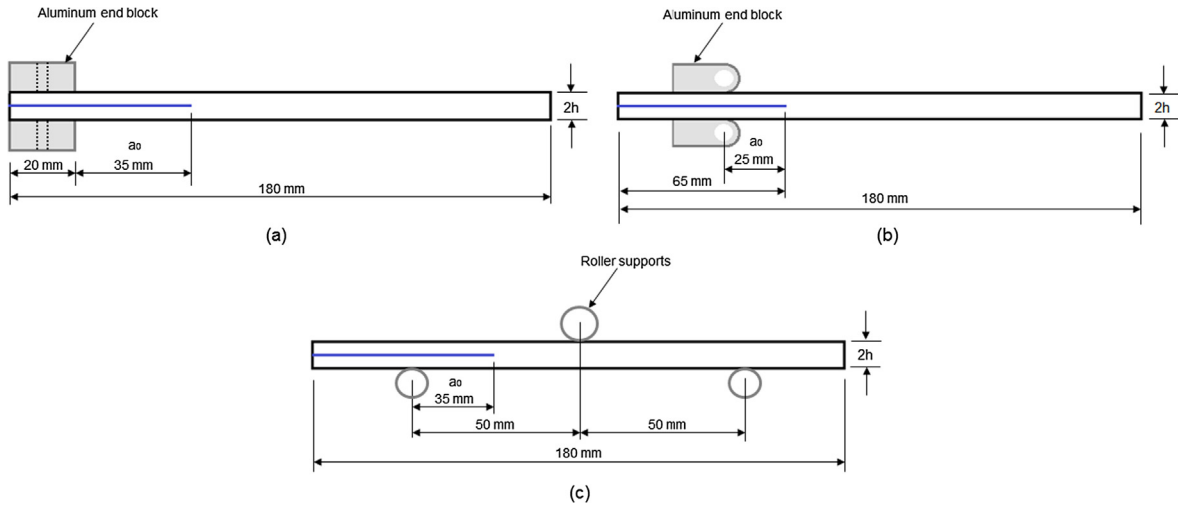 Aluminum end block
2h
a₀
20 mm
35 mm
180 mm
(a)
Aluminum end block
2h
a₀
25 mm
65 mm
180 mm
(b)
Roller supports
2h
a₀
35 mm
50 mm
50 mm
180 mm
(c)